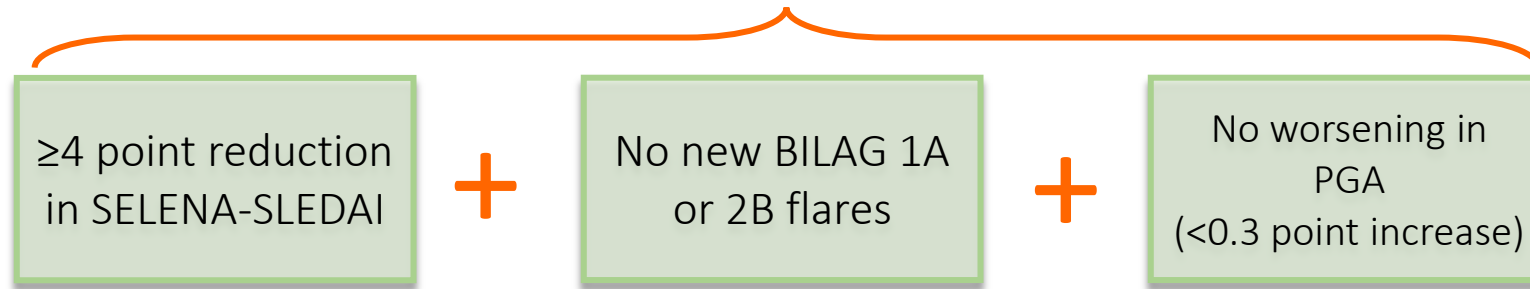 ≥4 point reduction
in SELENA-SLEDAI
+
No new BILAG 1A
or 2B flares
+
No worsening in
PGA
(<0.3 point increase)